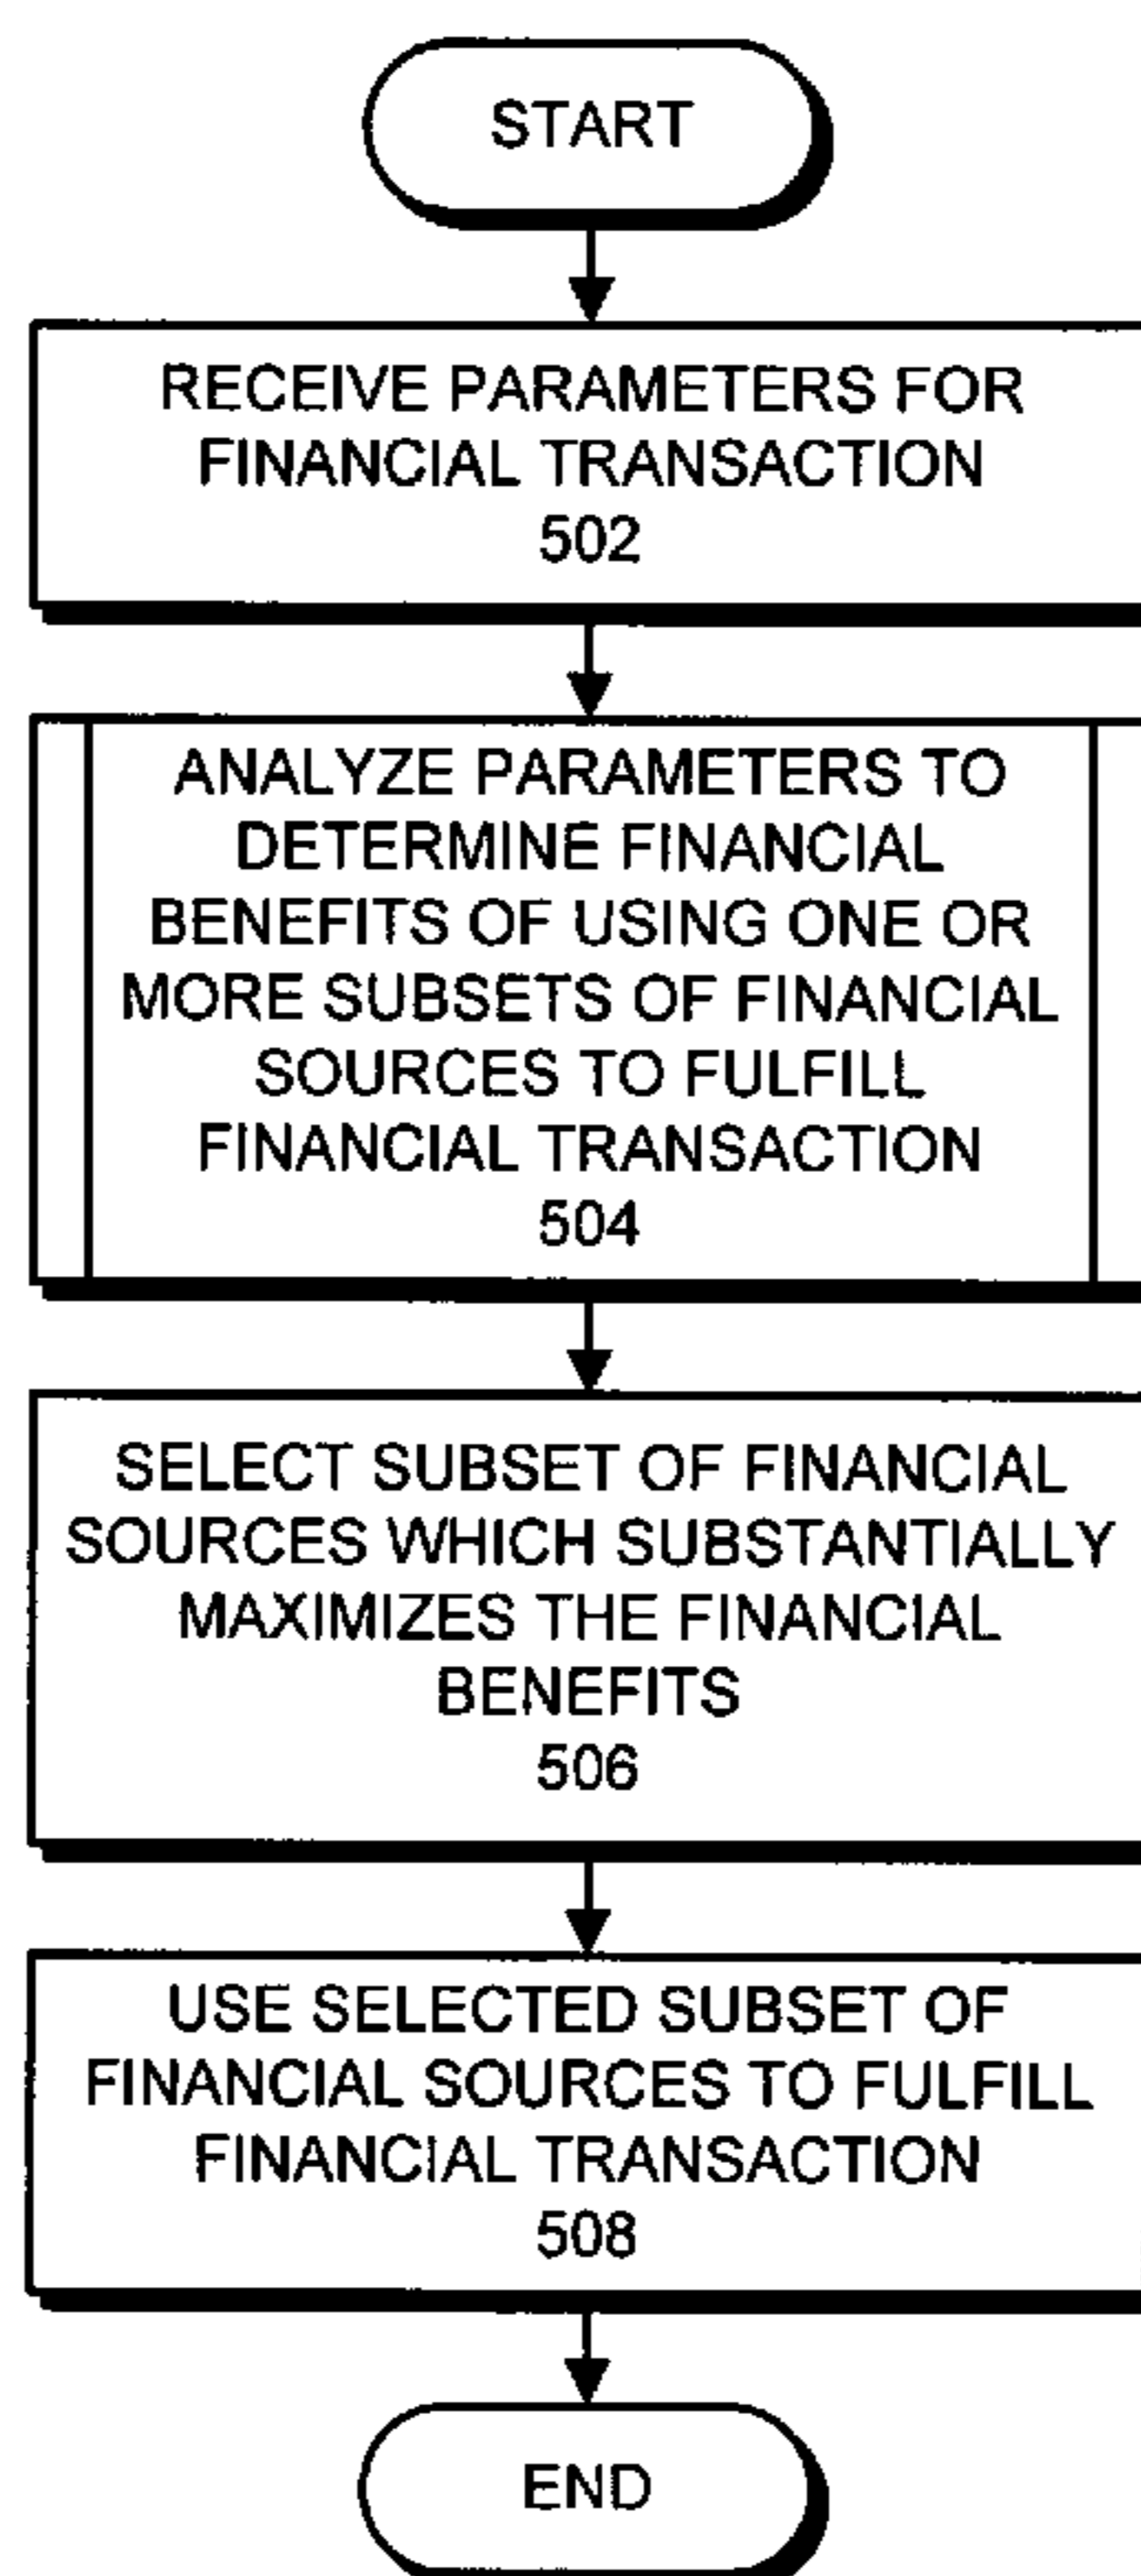 START
RECEIVE PARAMETERS FOR
FINANCIAL TRANSACTION
502
ANALYZE PARAMETERS TO
DETERMINE FINANCIAL
BENEFITS OF USING ONE OR
MORE SUBSETS OF FINANCIAL
SOURCES TO FULFILL
FINANCIAL TRANSACTION
504
SELECT SUBSET OF FINANCIAL
SOURCES WHICH SUBSTANTIALLY
MAXIMIZES THE FINANCIAL
BENEFITS
506
USE SELECTED SUBSET OF
FINANCIAL SOURCES TO FULFILL
FINANCIAL TRANSACTION
508
END